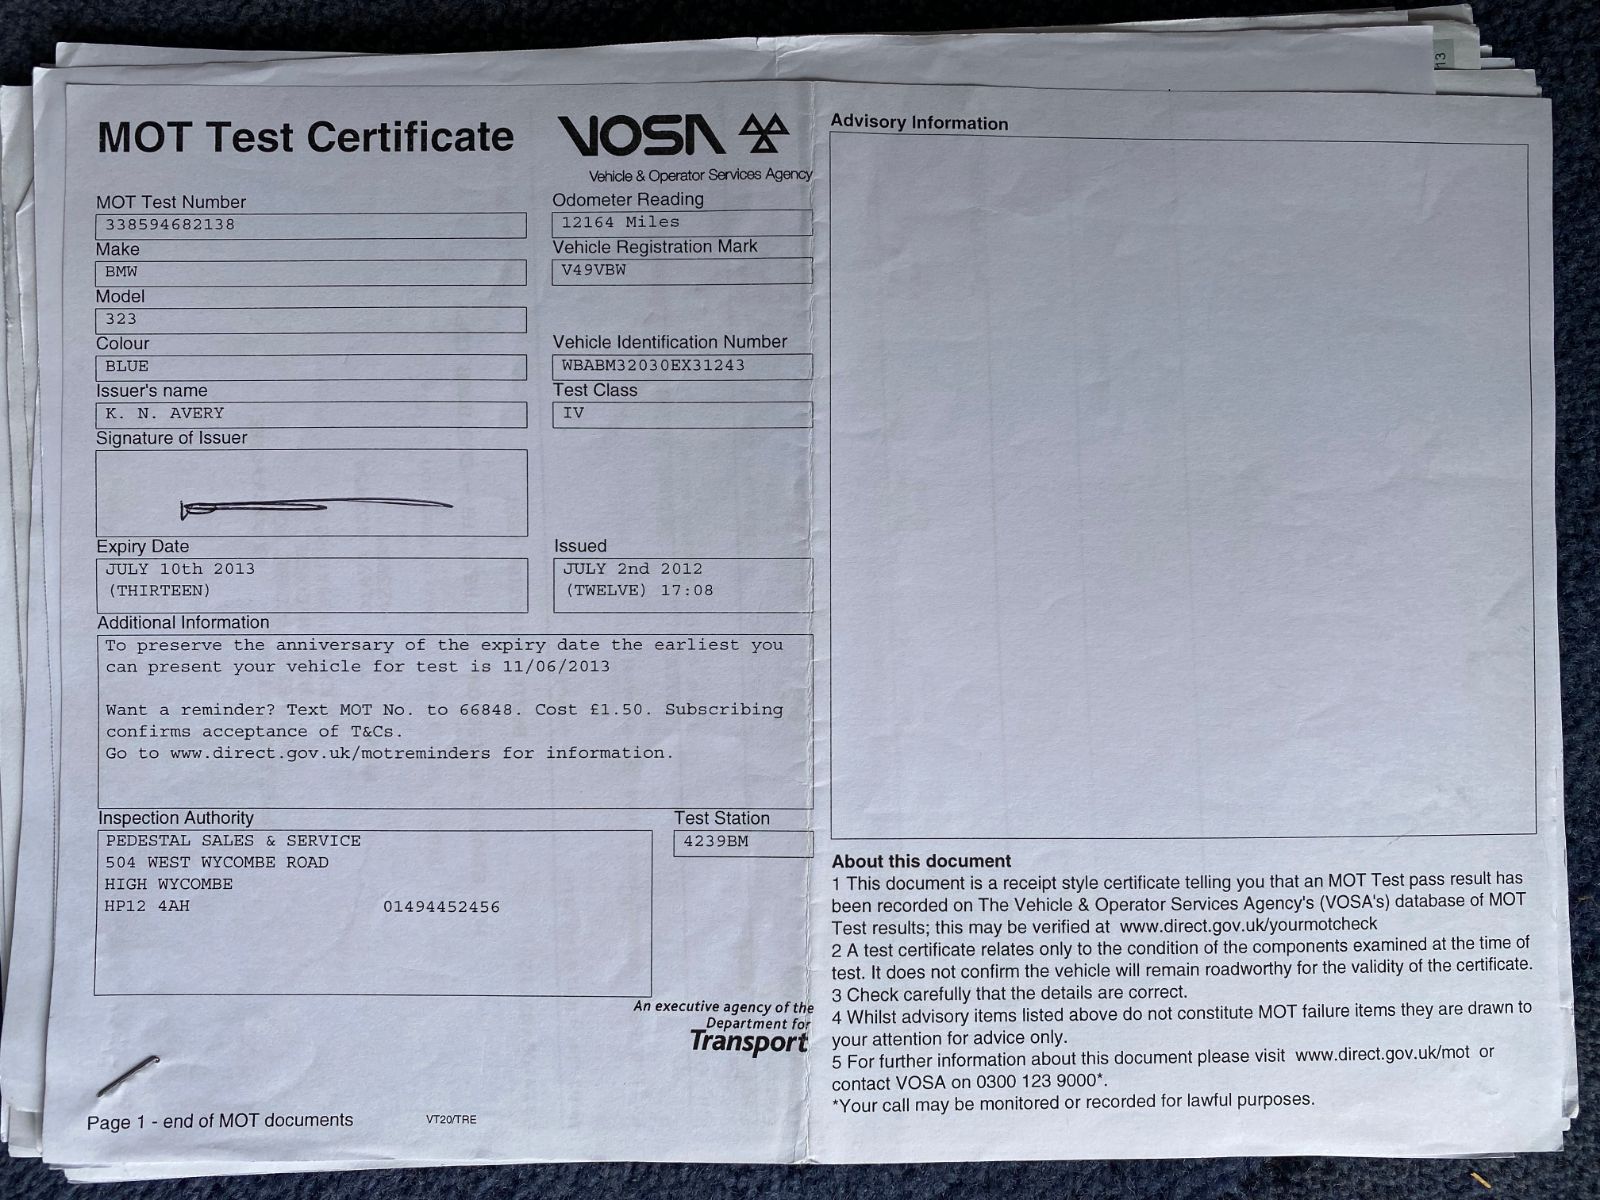 13
MOT Test Certificate
VOSA
Vehicle & Operator Services Agency
MOT Test Number
338594682138
Odometer Reading
12164 Miles
Make
BMW
Vehicle Registration Mark
V49VBW
Model
323
Colour
BLUE
Vehicle Identification Number
WBABM32030EX31243
Issuer's name
K. N. AVERY
Test Class
IV
Signature of Issuer
Expiry Date
JULY 10th 2013
(THIRTEEN)
Issued
JULY 2nd 2012
(TWELVE) 17:08
Additional Information
To preserve the anniversary of the expiry date the earliest you
can present your vehicle for test is 11/06/2013
Want a reminder? Text MOT No. to 66848. Cost £1.50. Subscribing
confirms acceptance of T&Cs.
Go to www.direct.gov.uk/motreminders for information.
Inspection Authority
PEDESTAL SALES & SERVICE
504 WEST WYCOMBE ROAD
HIGH WYCOMBE
HP12 4AH 01494452456
Test Station
4239BM
An executive agency of the
Department for
Transport
Page 1 - end of MOT documents
VT20/TRE
Advisory Information
About this document
1 This document is a receipt style certificate telling you that an MOT Test pass result has
been recorded on The Vehicle & Operator Services Agency's (VOSA's) database of MOT
Test results; this may be verified at www.direct.gov.uk/yourmotcheck
2 A test certificate relates only to the condition of the components examined at the time of
test. It does not confirm the vehicle will remain roadworthy for the validity of the certificate.
3 Check carefully that the details are correct.
4 Whilst advisory items listed above do not constitute MOT failure items they are drawn to
your attention for advice only.
5 For further information about this document please visit www.direct.gov.uk/mot or
contact VOSA on 0300 123 9000*.
*Your call may be monitored or recorded for lawful purposes.